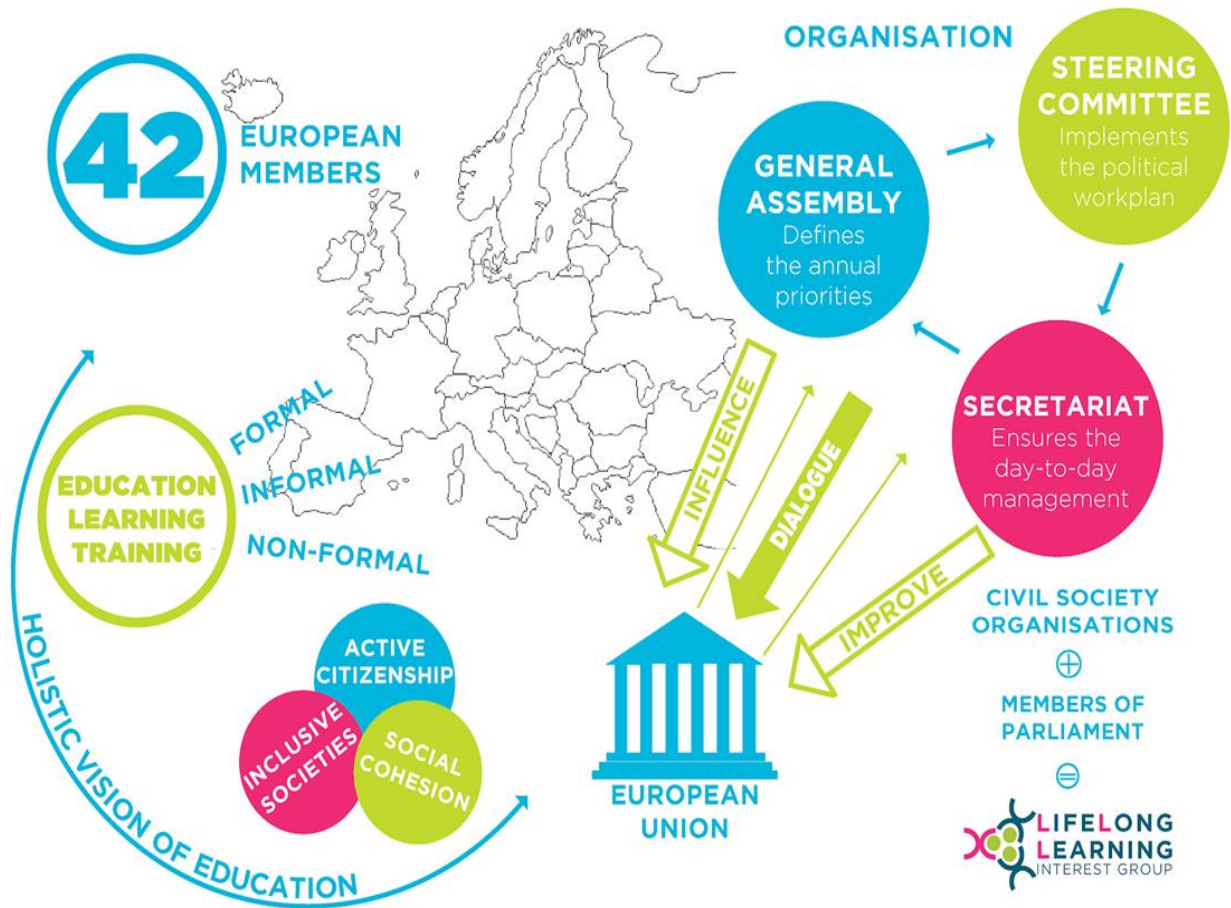 42
EUROPEAN
MEMBERS
ORGANISATION
GENERAL
ASSEMBLY
Defines
the annual
priorities
STEERING
COMMITTEE
Implements
the political
workplan
SECRETARIAT
Ensures the
day-to-day
management
EDUCATION
LEARNING
TRAINING
FORMAL
INFORMAL
NON-FORMAL
HOLISTIC VISION OF EDUCATION
ACTIVE
CITIZENSHIP
INCLUSIVE
SOCIETIES
SOCIAL
COHESION
INFLUENCE
DIALOGUE
IMPROVE
EUROPEAN
UNION
CIVIL SOCIETY
ORGANISATIONS
+
MEMBERS OF
PARLIAMENT
=
LIFELONG
LEARNING
INTEREST GROUP